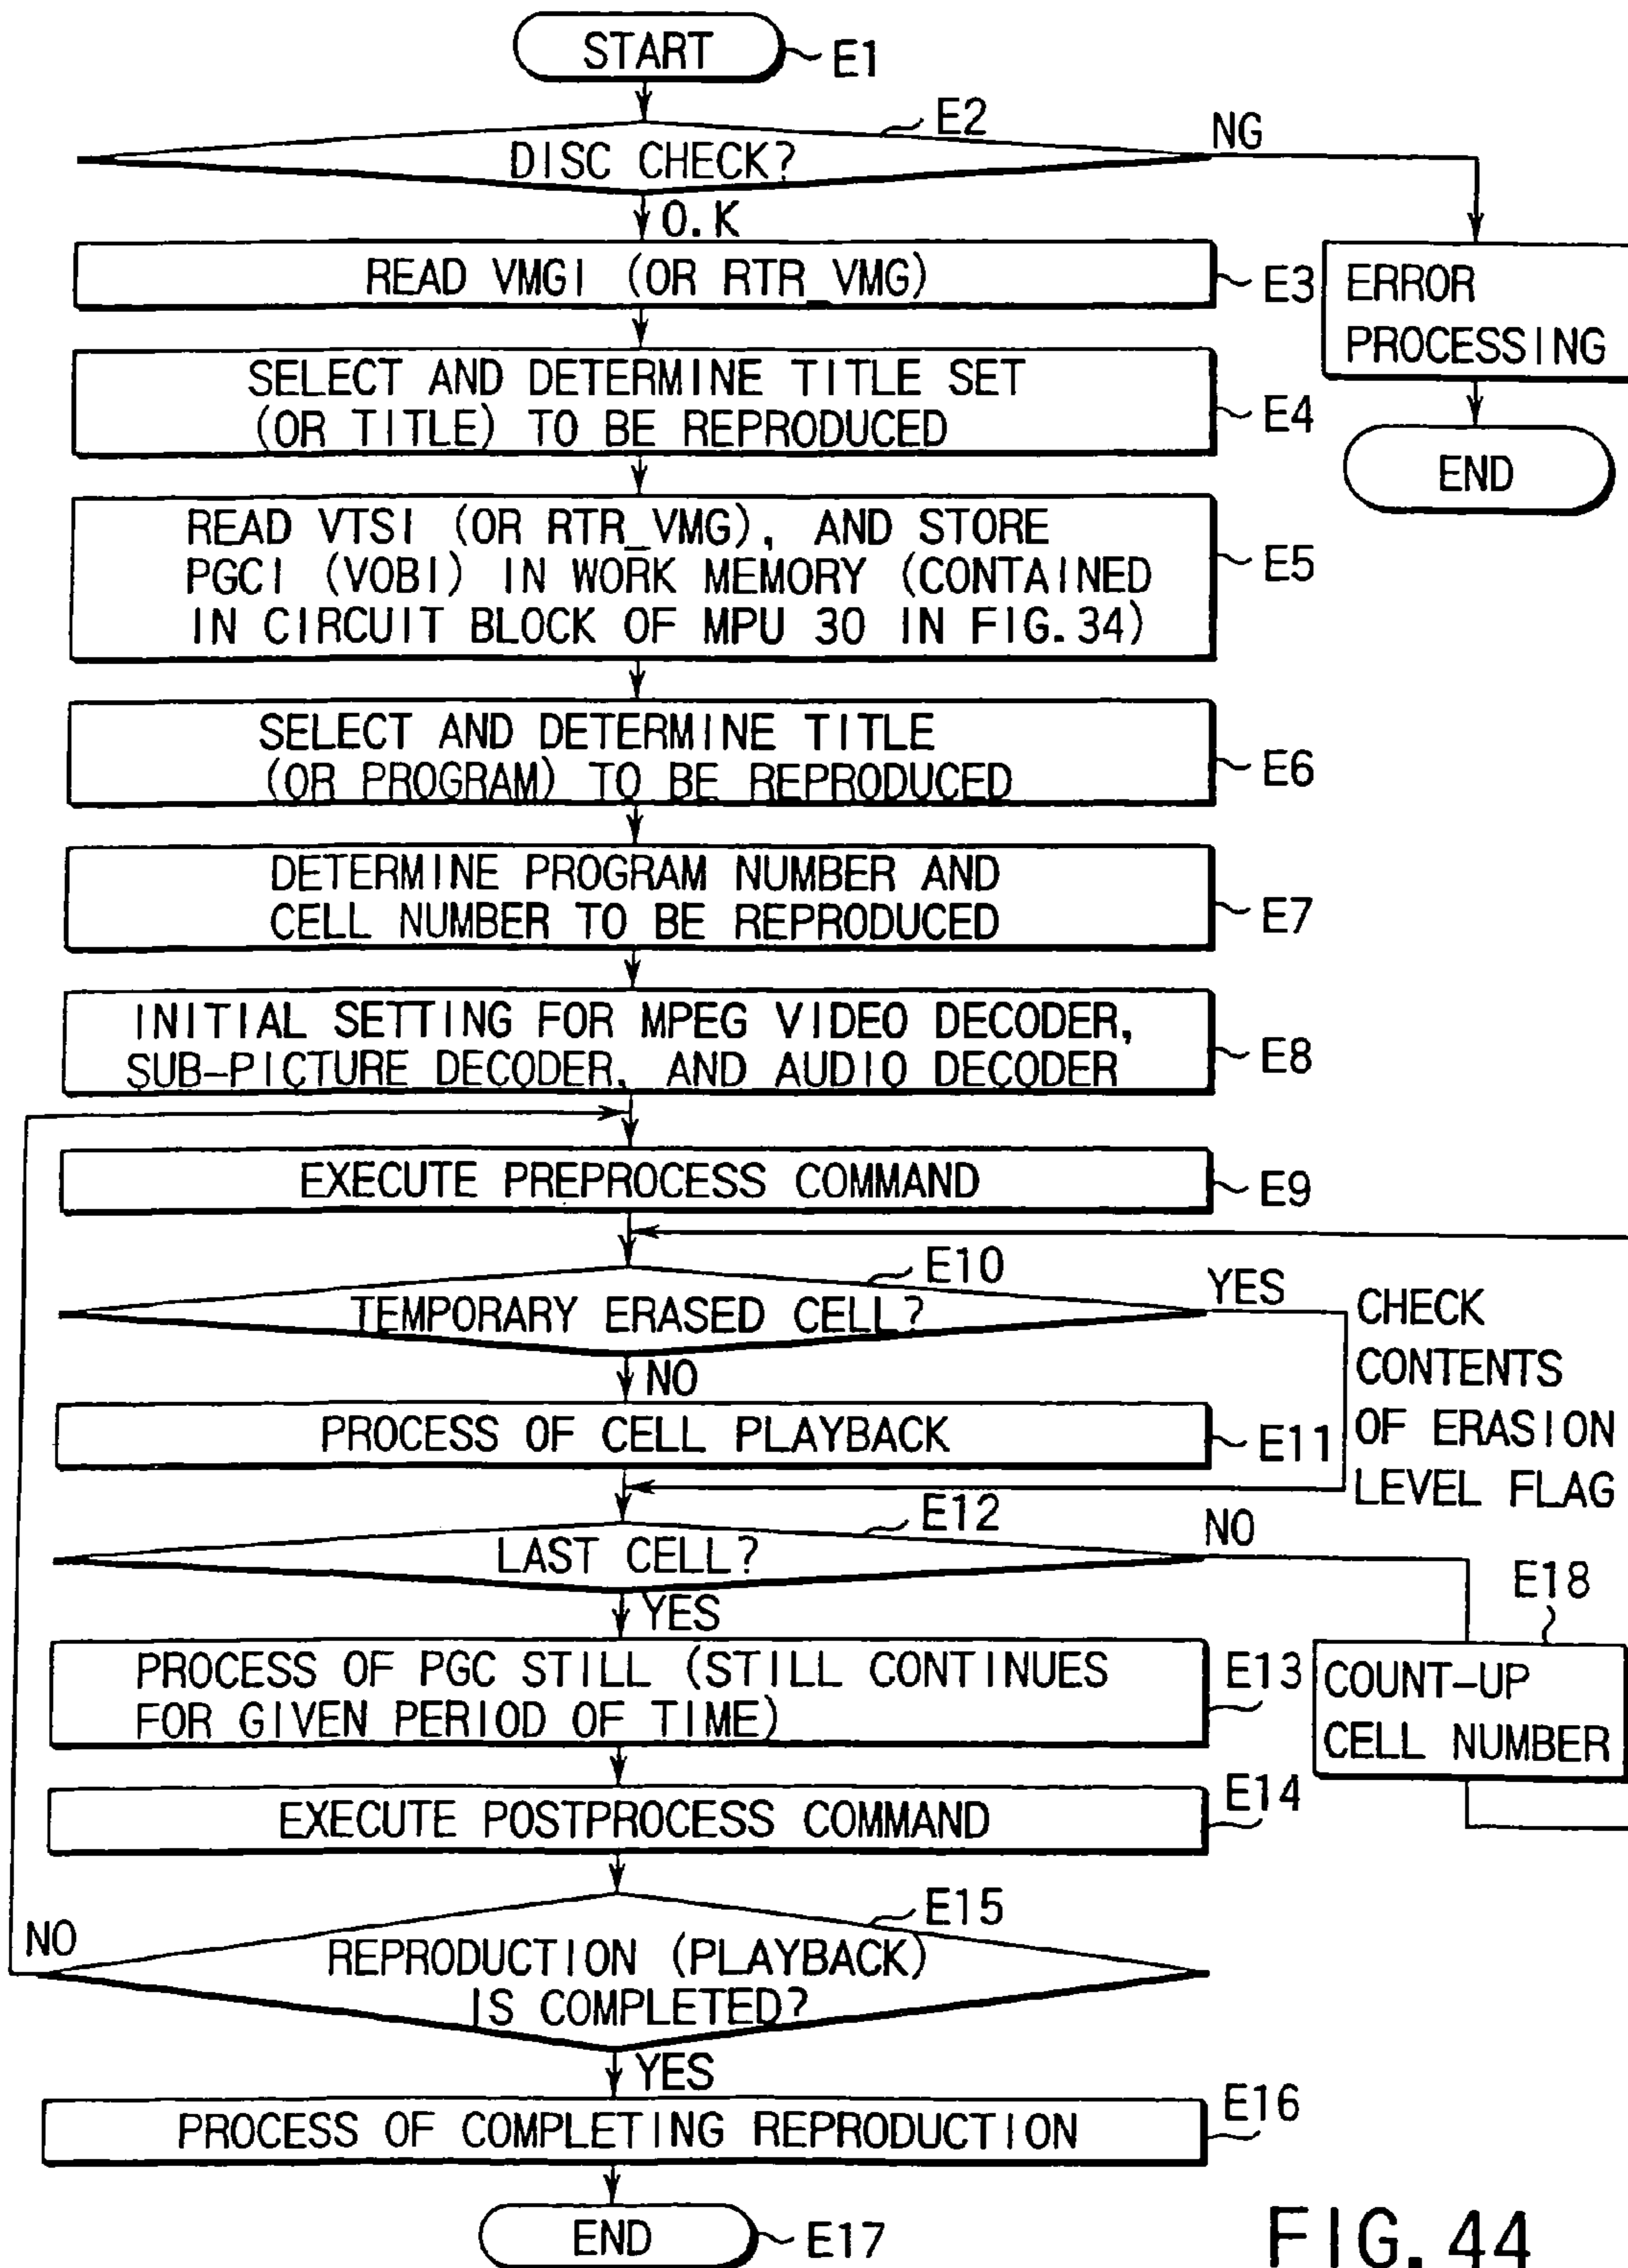 START
E1
E2
NG
DISC CHECK?
O.K
READ VMGI (OR RTR_VMG)
E3
ERROR
PROCESSING
SELECT AND DETERMINE TITLE SET
(OR TITLE) TO BE REPRODUCED
E4
END
READ VTSI (OR RTR_VMG), AND STORE
PGCI (VOBI) IN WORK MEMORY (CONTAINED
IN CIRCUIT BLOCK OF MPU 30 IN FIG.34)
E5
SELECT AND DETERMINE TITLE
(OR PROGRAM) TO BE REPRODUCED
E6
DETERMINE PROGRAM NUMBER AND
CELL NUMBER TO BE REPRODUCED
E7
INITIAL SETTING FOR MPEG VIDEO DECODER,
SUB-PICTURE DECODER, AND AUDIO DECODER
E8
EXECUTE PREPROCESS COMMAND
E9
E10
YES
TEMPORARY ERASED CELL?
NO
CHECK
CONTENTS
OF ERASION
LEVEL FLAG
PROCESS OF CELL PLAYBACK
E11
E12
NO
LAST CELL?
YES
E18
COUNT-UP
CELL NUMBER
PROCESS OF PGC STILL (STILL CONTINUES
FOR GIVEN PERIOD OF TIME)
E13
EXECUTE POSTPROCESS COMMAND
E14
E15
NO
REPRODUCTION (PLAYBACK)
IS COMPLETED?
YES
PROCESS OF COMPLETING REPRODUCTION
E16
END
E17
FIG. 44